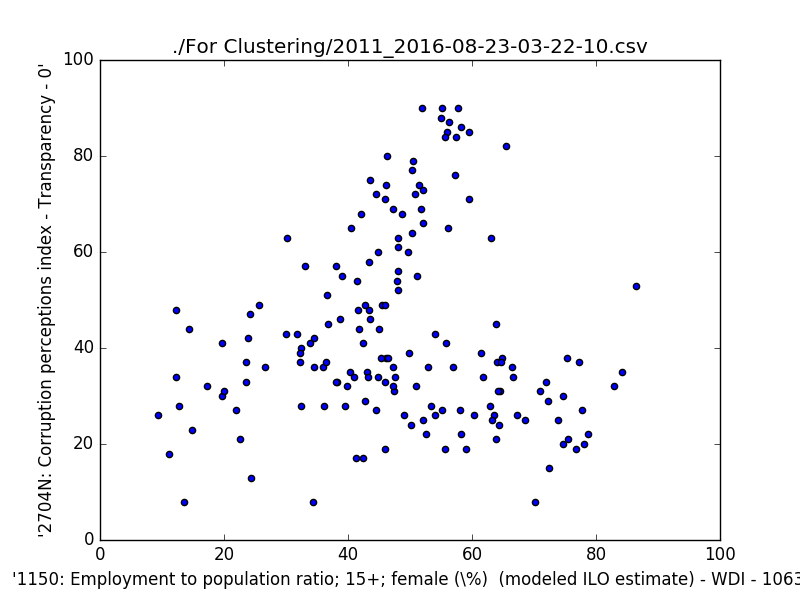 ./For Clustering/2011_2016-08-23-03-22-10.csv
'2704N: Corruption perceptions index - Transparency - 0'
100
80
60
40
20
0
0 20 40 60 80 100
'1150: Employment to population ratio; 15+; female (\%) (modeled ILO estimate) - WDI - 1063